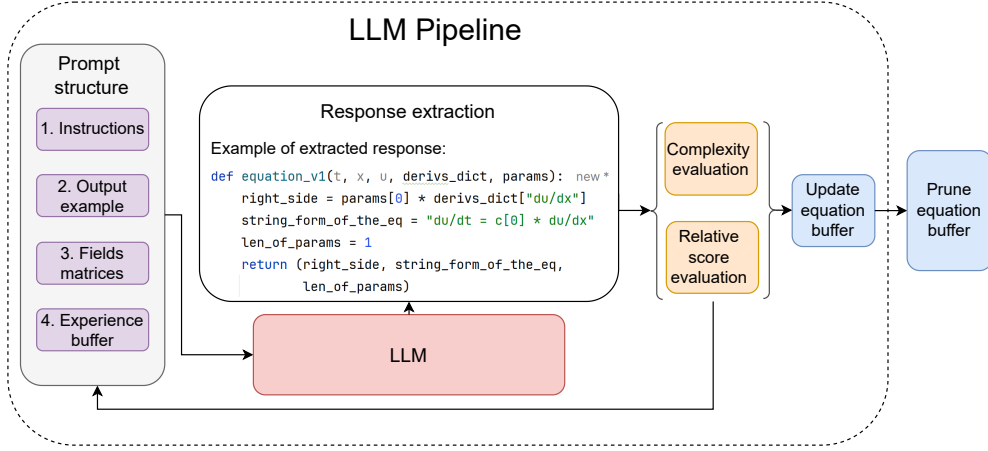 LLM Pipeline
Prompt
structure
1. Instructions
2. Output
example
3. Fields
matrices
4. Experience
buffer
Response extraction
Example of extracted response:
def equation_v1(t, x, u, derivs_dict, params): new *
right_side = params[0] * derivs_dict["du/dx"]
string_form_of_the_eq = "du/dt = c[0] * du/dx"
len_of_params = 1
return (right_side, string_form_of_the_eq,
len_of_params)
LLM
Complexity
evaluation
Relative
score
evaluation
Update
equation
buffer
Prune
equation
buffer